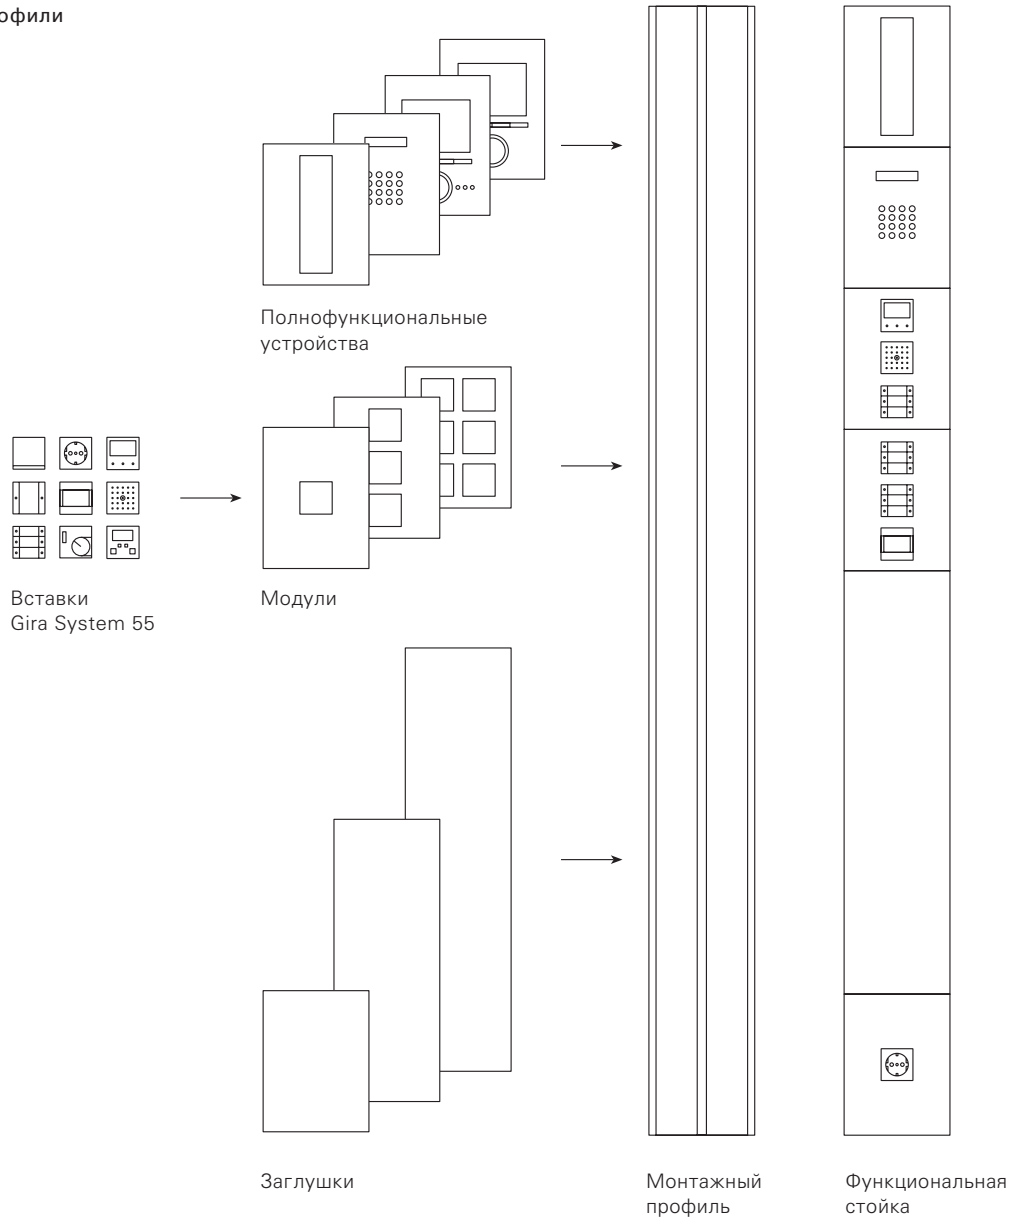 офили
Полнофункциональные
устройства
Вставки
Gira System 55
Модули
Заглушки
Монтажный
профиль
Функциональная
стойка